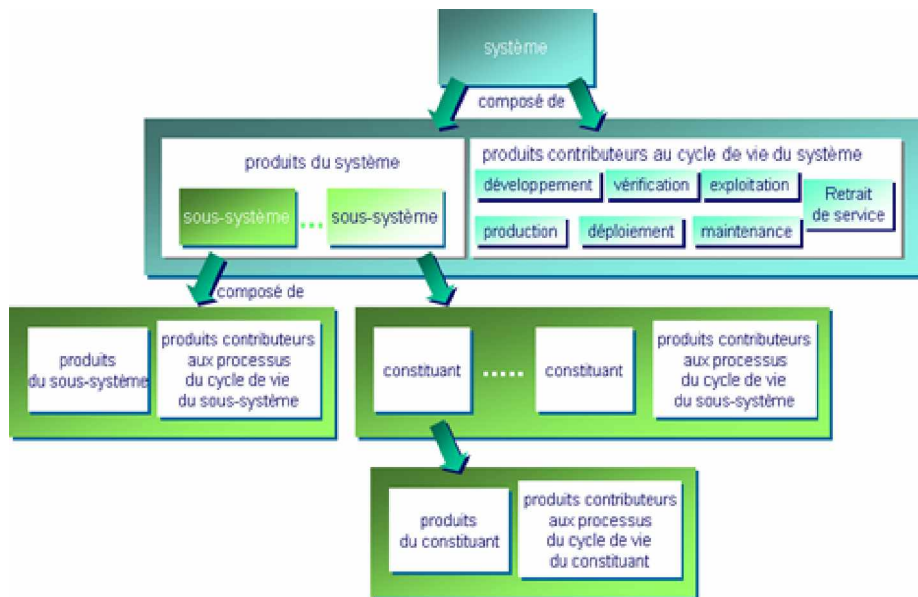 système
composé de
produits du système
sous-système
...
sous-système
produits contributeurs au cycle de vie du système
développement
vérification
exploitation
Retrait
de service
production
déploiement
maintenance
composé de
produits
du sous-système
produits contributeurs
aux processus
du cycle de vie
du sous-système
constituant
.....
constituant
produits contributeurs
aux processus
du cycle de vie
du sous-système
produits
du constituant
produits contributeurs
aux processus
du cycle de vie
du constituant